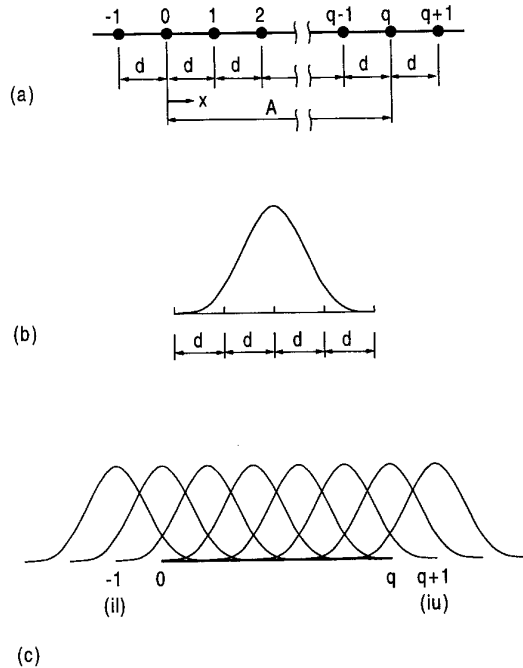 -1 0 1 2 q-1 q q+1
d d d d d
x
A
(a)
d d d d
(b)
-1 0 q q+1
(il) (iu)
(c)